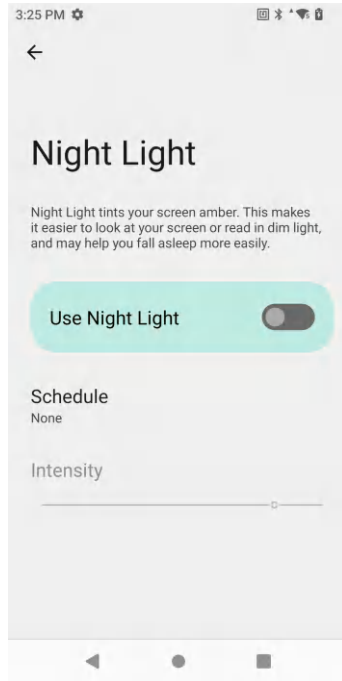 3:25 PM
Night Light
Night Light tints your screen amber. This makes
it easier to look at your screen or read in dim light,
and may help you fall asleep more easily.
Use Night Light
Schedule
None
Intensity